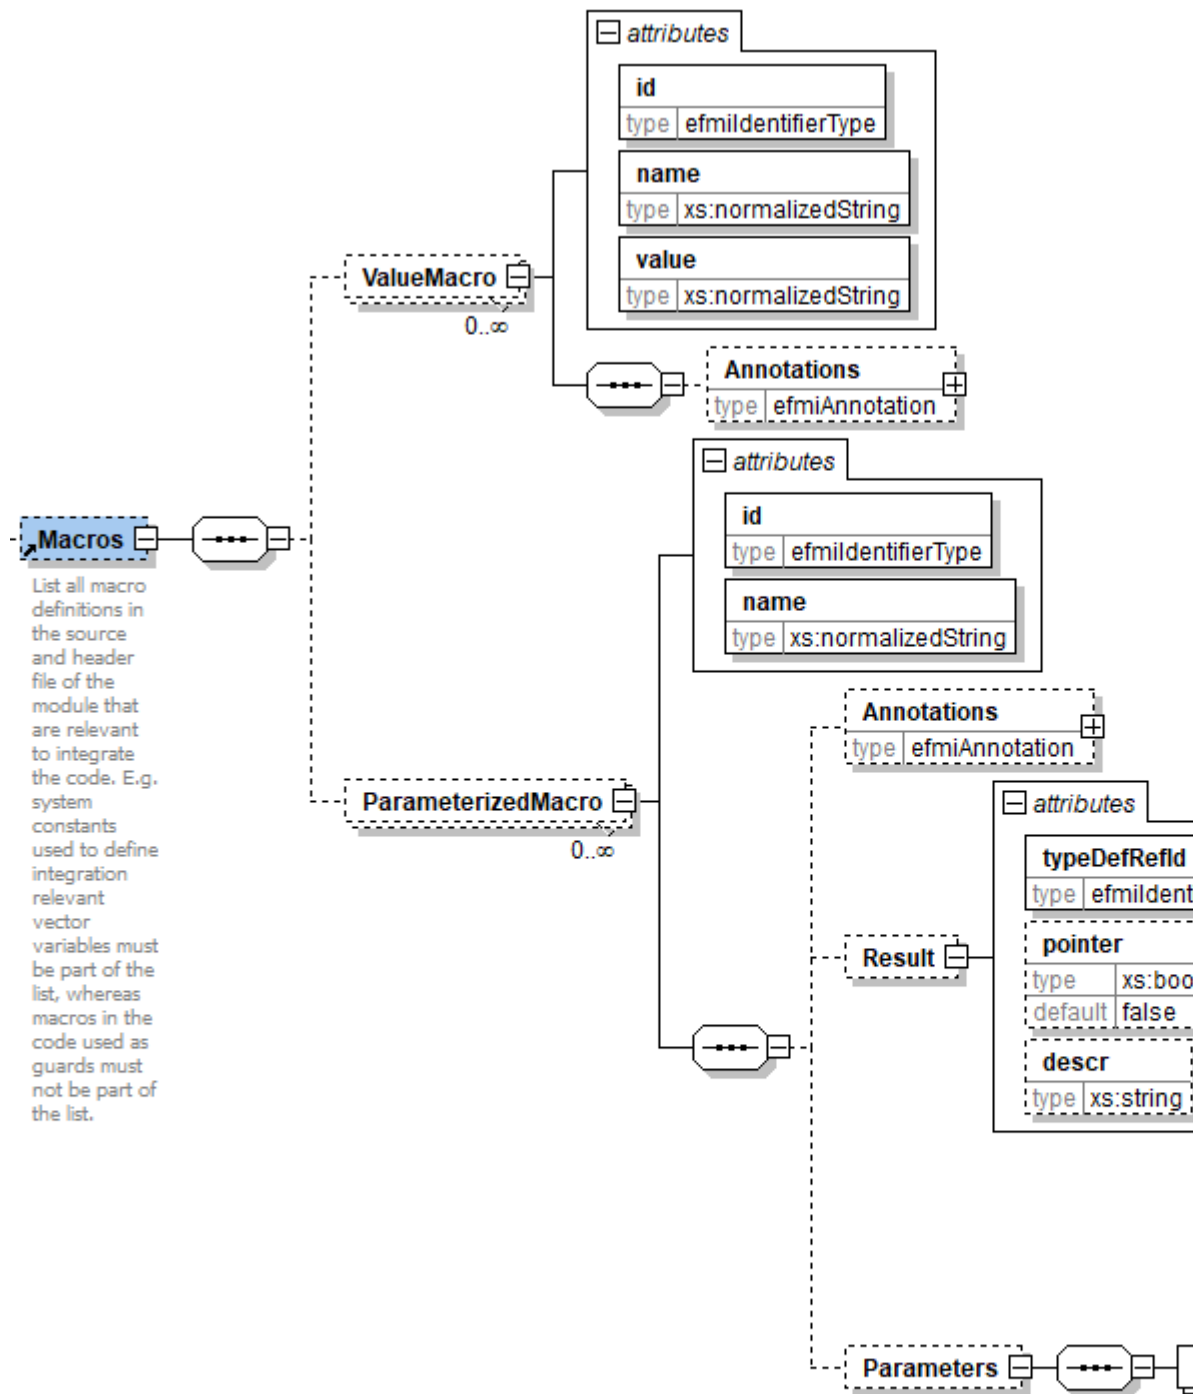 attributes
id
type efmiIdentifierType
name
type xs:normalizedString
value
type xs:normalizedString
ValueMacro
0..∞
Annotations
type efmiAnnotation
attributes
id
type efmiIdentifierType
name
type xs:normalizedString
Macros
List all macro
definitions in
the source
and header
file of the
module that
are relevant
to integrate
the code. E.g.
system
constants
used to define
integration
relevant
vector
variables must
be part of the
list, whereas
macros in the
code used as
guards must
not be part of
the list.
ParameterizedMacro
0..∞
Annotations
type efmiAnnotation
attributes
typeDefRefId
type efmiIdent
pointer
type xs:boo
default false
descr
type xs:string
Result
Parameters